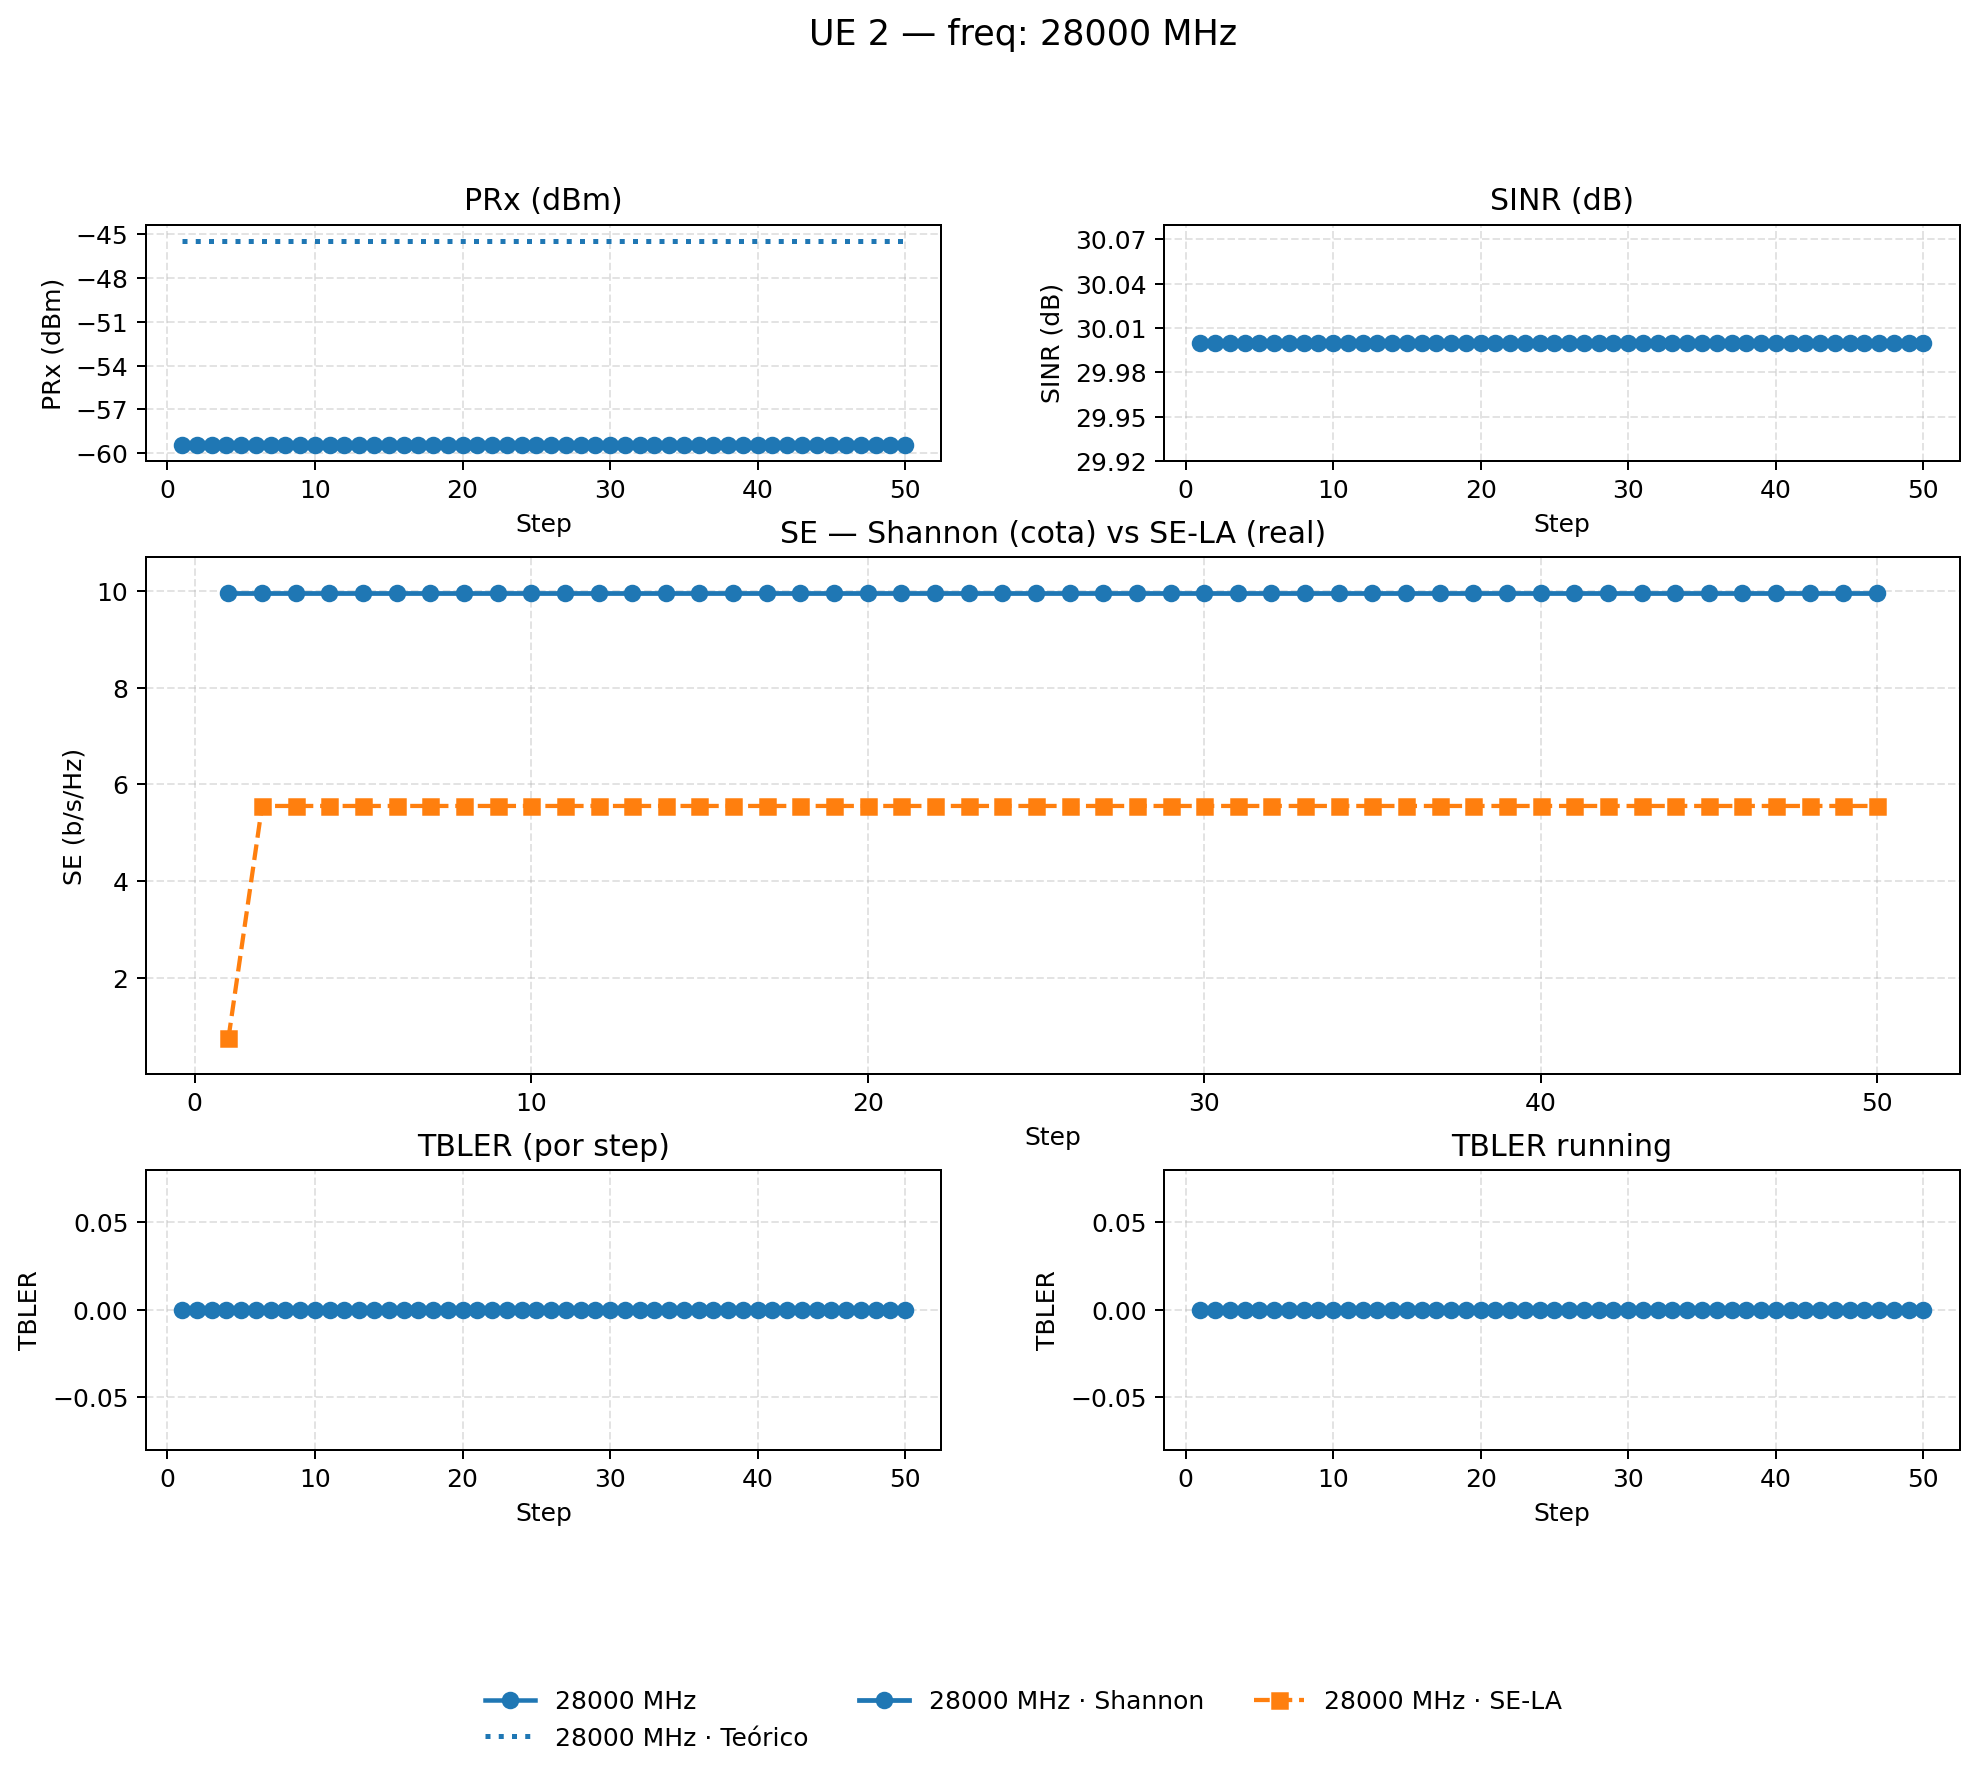 UE 2 — freq: 28000 MHz
PRx (dBm)
PRx (dBm)
−45
−48
−51
−54
−57
−60
0 10 20 30 40 50
Step
SINR (dB)
SINR (dB)
30.07
30.04
30.01
29.98
29.95
29.92
0 10 20 30 40 50
Step
SE — Shannon (cota) vs SE-LA (real)
SE (b/s/Hz)
10
8
6
4
2
0 10 20 30 40 50
Step
TBLER (por step)
TBLER
0.05
0.00
−0.05
0 10 20 30 40 50
Step
TBLER running
TBLER
0.05
0.00
−0.05
0 10 20 30 40 50
Step
28000 MHz
28000 MHz · Teórico
28000 MHz · Shannon
28000 MHz · SE-LA